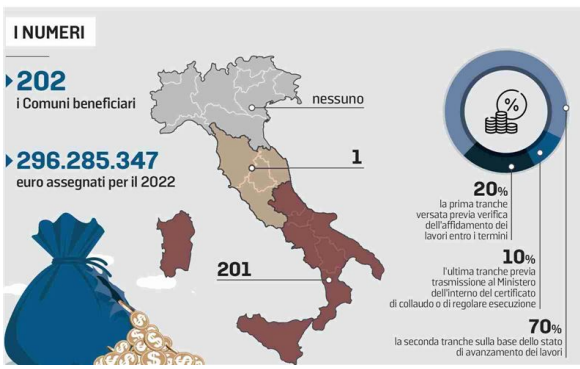 I NUMERI
202
i Comuni beneficiari
296.285.347
euro assegnati per il 2022
nessuno
1
201
%
20%
la prima tranche
versata previa verifica
dell'affidamento dei
lavori entro i termini
10%
l'ultima tranche previa
trasmissione al Ministero
dell'interno del certificato
di collaudo o di regolare esecuzione
70%
la seconda tranche sulla base dello stato
di avanzamento dei lavori